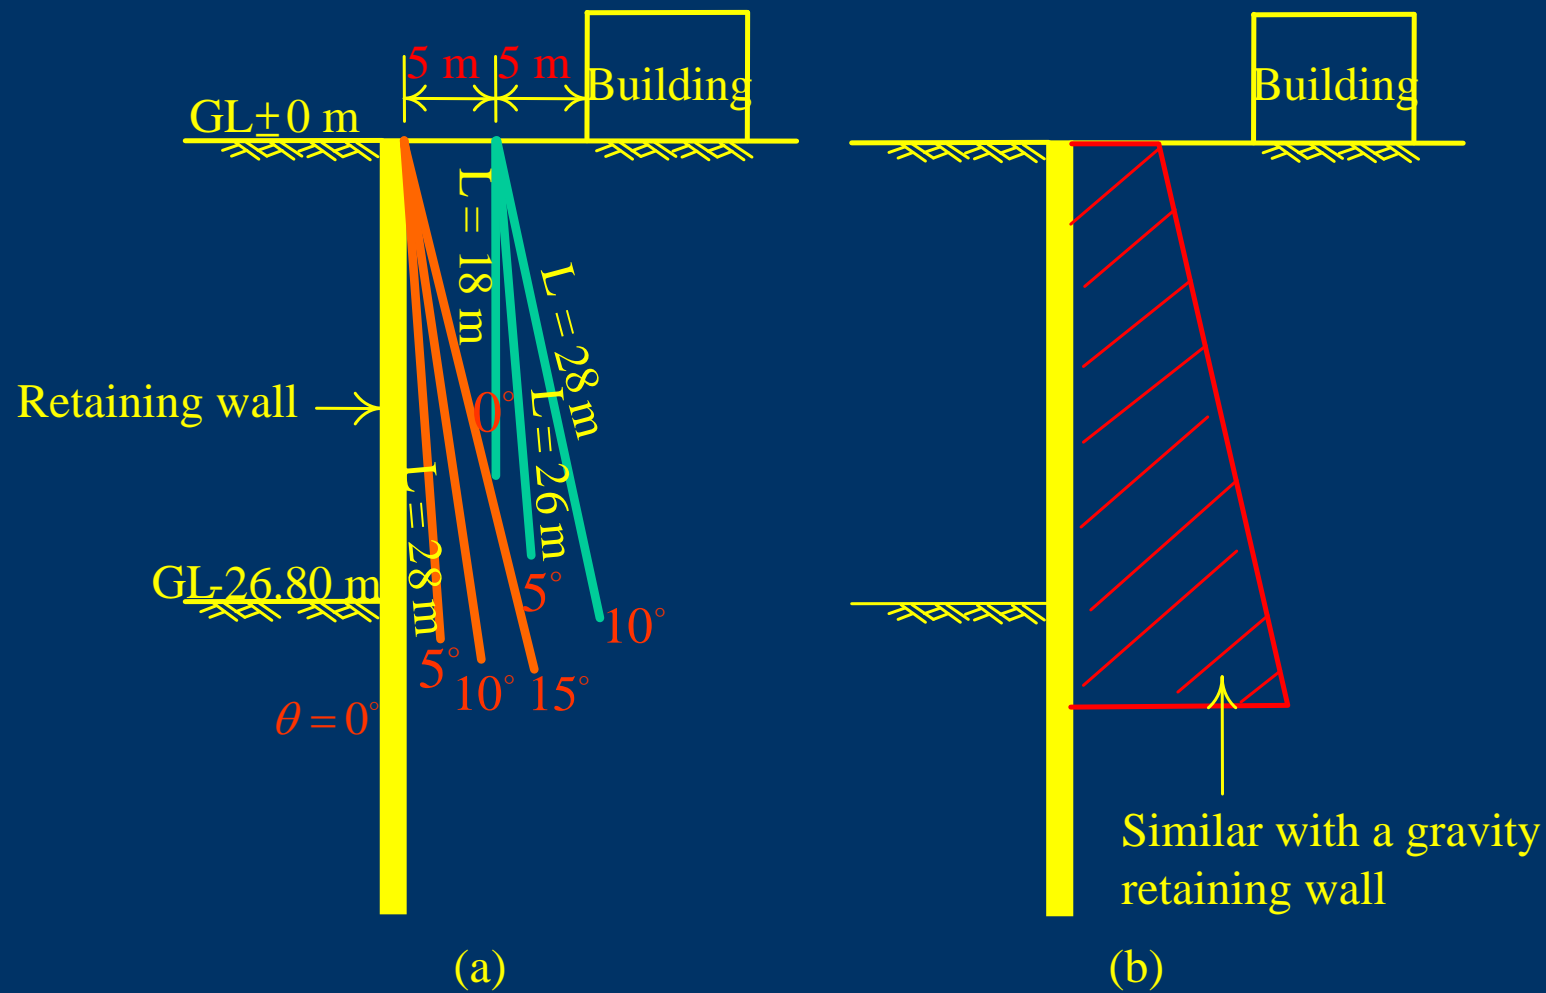 5 m
5 m
Building
GL±0 m
L = 18 m
L = 28 m
L = 26 m
0°
Retaining wall
L = 28 m
GL-26.80 m
5°
10°
5°
10°
15°
θ = 0°
(a)
Building
Similar with a gravity
retaining wall
(b)